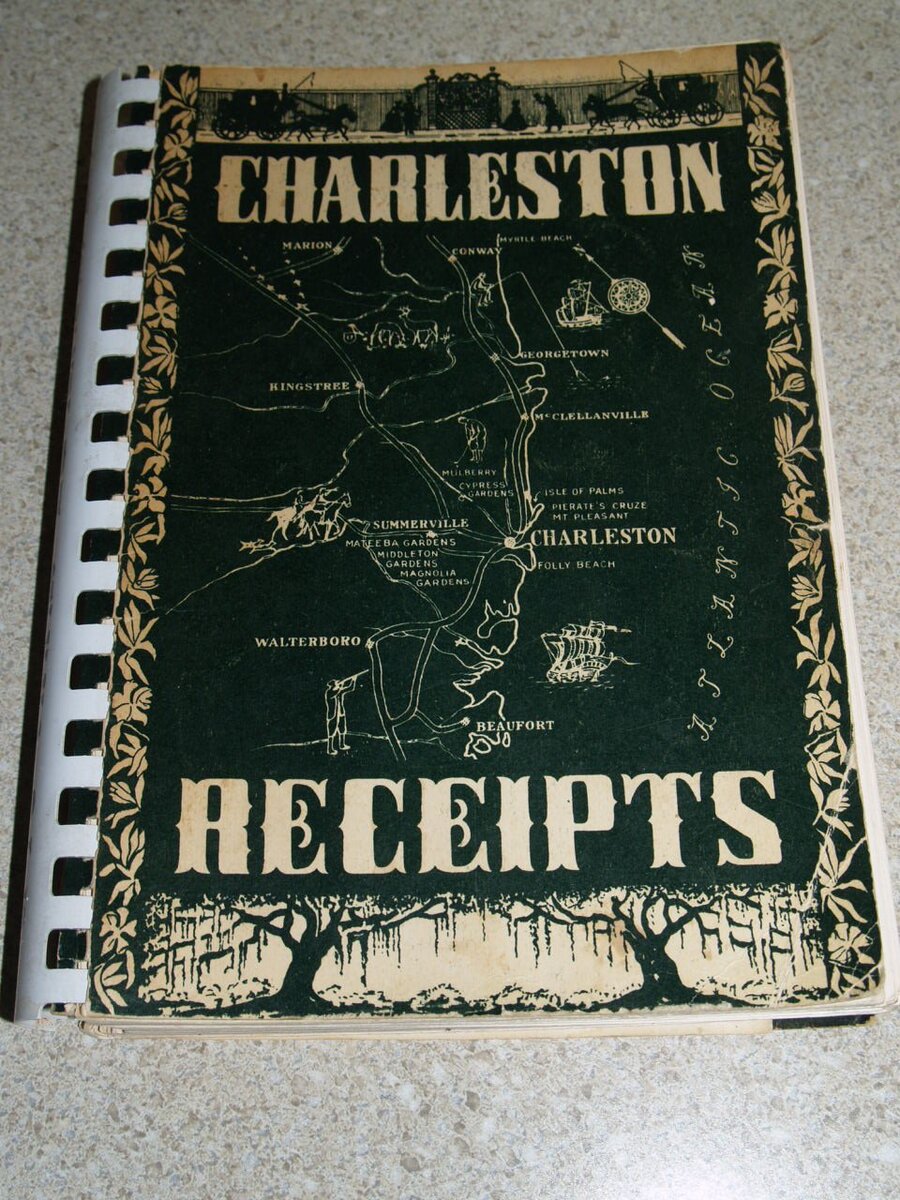 CHARLESTON
MYRTLE BEACH
MARION
CONWAY
ATLANTIC OCEAN
GEORGETOWN
KINGSTREE
McCLELLANVILLE
MULBERRY
CYPRESS
GARDENS
ISLE OF PALMS
PIERATE'S CRUZE
MT PLEASANT
SUMMERVILLE
CHARLESTON
MATEEBA GARDENS
MIDDLETON
GARDENS
MAGNOLIA
GARDENS
FOLLY BEACH
WALTERBORO
BEAUFORT
RECEIPTS